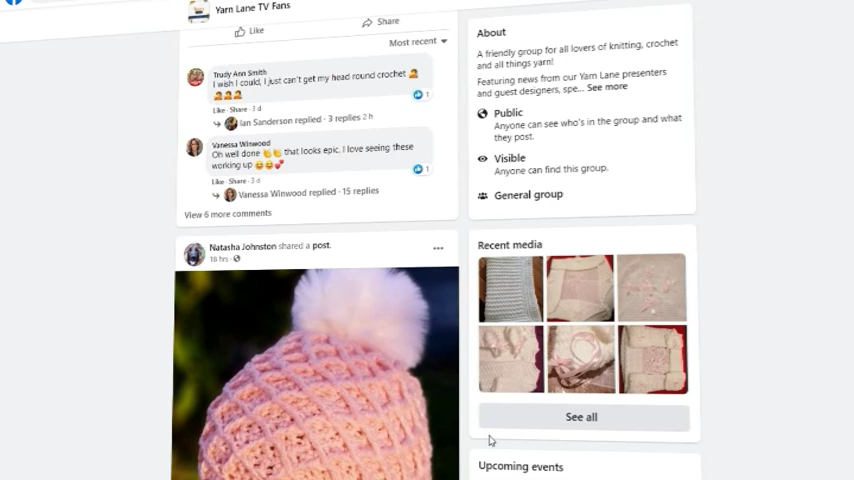 Yarn Lane TV Fans
Like
Share
Most recent
Trudy Ann Smith
I wish I could, I just can't get my head round crochet
1
Like · Share · 3 d
Ian Sanderson replied · 3 replies 2 h
Vanessa Winwood
Oh well done 👏👏 that looks epic. I love seeing these
working up 😊😊💕
1
Like · Share · 3 d
Vanessa Winwood replied · 15 replies
View 6 more comments
Natasha Johnston shared a post.
18 hrs ·
About
A friendly group for all lovers of knitting, crochet
and all things yarn!
Featuring news from our Yarn Lane presenters
and guest designers, spe... See more
Public
Anyone can see who's in the group and what
they post.
Visible
Anyone can find this group.
General group
Recent media
See all
Upcoming events